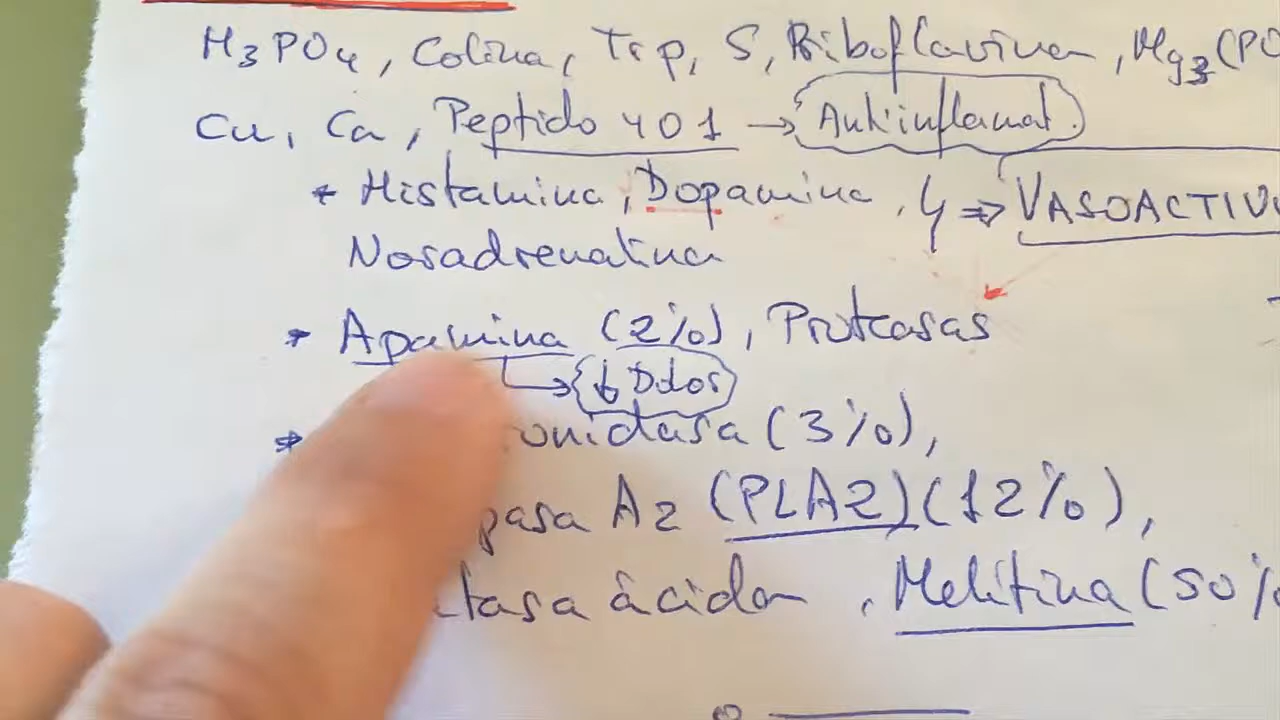 H3PO4, Colina, Trp, S, Riboflavina, Mg3(PO
Cu, Ca, Peptido 401 → Antiinflamat.
* Histamina, Dopamina, y ⇒ VASOACTIV
Noradrenalina
* Apamina (2%), Proteasas
↓ Dolor
* onidasa (3%),
pasa A2 (PLA2) (12%),
tasa ácida, Melitina (50%